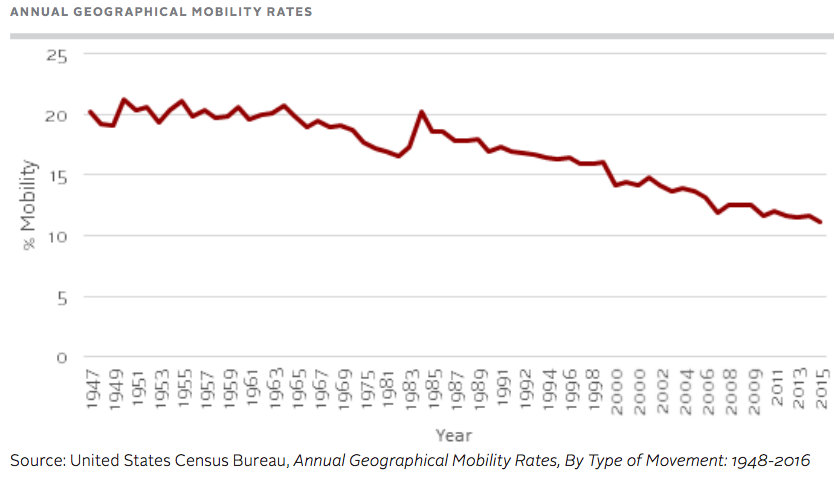 ANNUAL GEOGRAPHICAL MOBILITY RATES
25
20
15
10
5
0
% Mobility
1947 1949 1951 1953 1955 1957 1959 1961 1963 1965 1967 1969 1975 1981 1983 1985 1987 1989 1991 1992 1994 1996 1998 2000 2000 2002 2004 2006 2008 2009 2011 2013 2015
Year
Source: United States Census Bureau, Annual Geographical Mobility Rates, By Type of Movement: 1948-2016